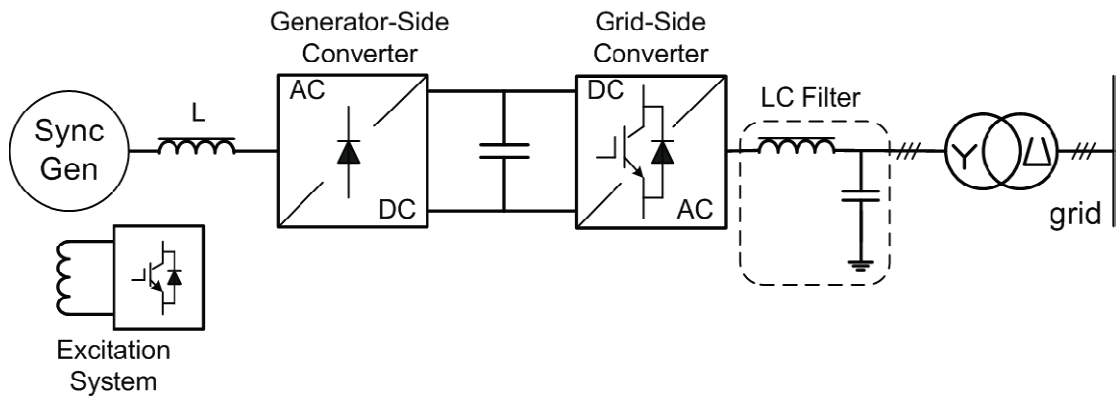 Generator-Side
Converter
Grid-Side
Converter
AC
DC
LC Filter
L
Sync
Gen
DC
AC
grid
Excitation
System